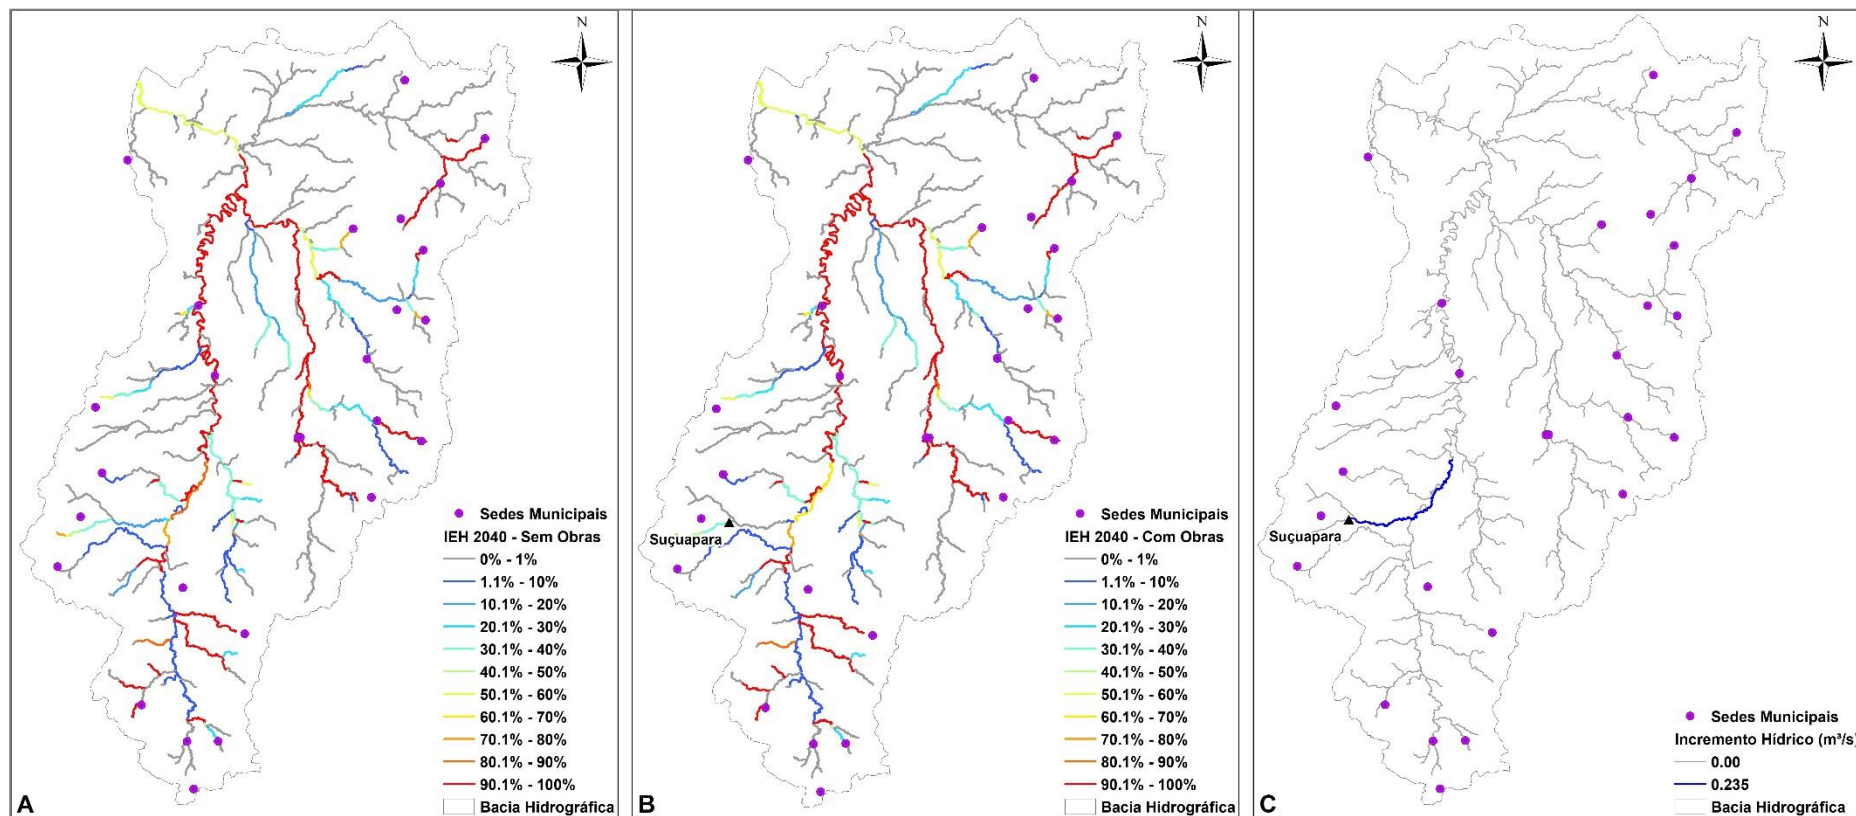 N
Sedes Municipais
IEH 2040 - Sem Obras
0% - 1%
1.1% - 10%
10.1% - 20%
20.1% - 30%
30.1% - 40%
40.1% - 50%
50.1% - 60%
60.1% - 70%
70.1% - 80%
80.1% - 90%
90.1% - 100%
Bacia Hidrográfica
A
N
Suçuapara
Sedes Municipais
IEH 2040 - Com Obras
0% - 1%
1.1% - 10%
10.1% - 20%
20.1% - 30%
30.1% - 40%
40.1% - 50%
50.1% - 60%
60.1% - 70%
70.1% - 80%
80.1% - 90%
90.1% - 100%
Bacia Hidrográfica
B
N
Suçuapara
Sedes Municipais
Incremento Hídrico (m³/s)
0.00
0.235
Bacia Hidrográfica
C